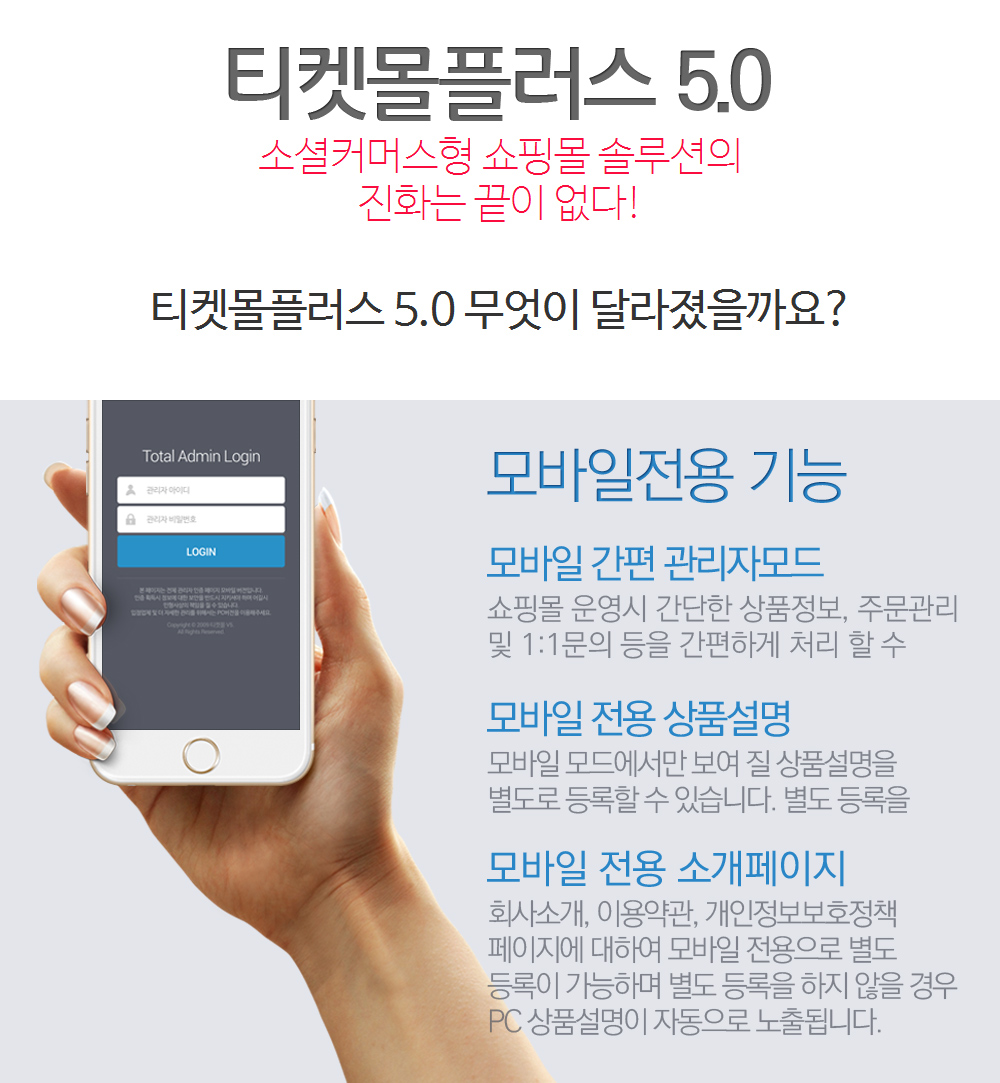 티켓몰플러스 5.0
소셜커머스형 쇼핑몰 솔루션의
진화는 끝이 없다!
티켓몰플러스 5.0 무엇이 달라졌을까요?
Total Admin Login
관리자 아이디
관리자 비밀번호
LOGIN
All Rights Reserved
모바일전용 기능
모바일 간편 관리자모드
쇼핑몰 운영시 간단한 상품정보, 주문관리
및 1:1문의 등을 간편하게 처리 할 수
모바일 전용 상품설명
모바일 모드에서만 보여 질 상품설명을
별도로 등록할 수 있습니다. 별도 등록을
모바일 전용 소개페이지
회사소개, 이용약관, 개인정보보호정책
페이지에 대하여 모바일 전용으로 별도
등록이 가능하며 별도 등록을 하지 않을 경우
PC 상품설명이 자동으로 노출됩니다.